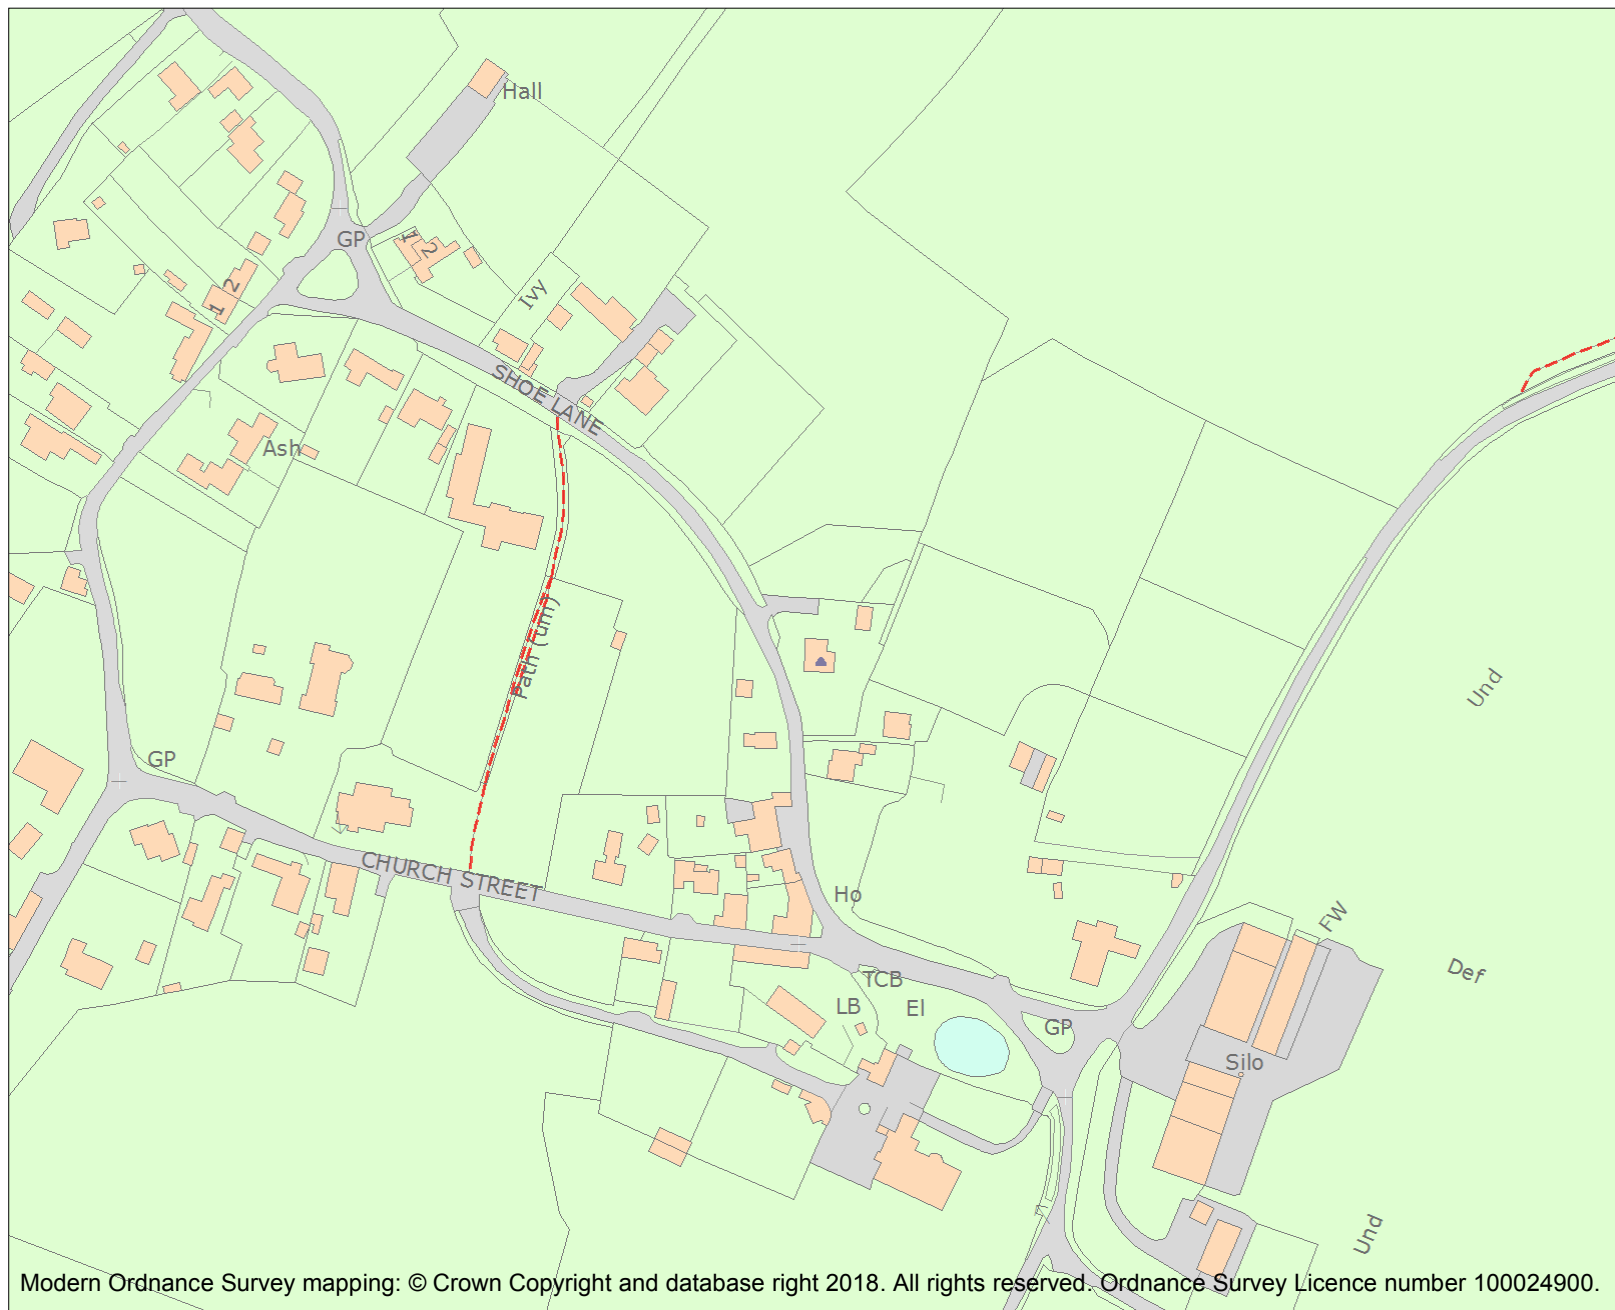 Hall
GP
1
2
2
1
Ivy
SHOE LANE
Ash
Path (um)
Und
GP
CHURCH STREET
Ho
FW
Def
TCB
LB
El
GP
Silo
Und
Modern Ordnance Survey mapping: © Crown Copyright and database right 2018. All rights reserved. Ordnance Survey Licence number 100024900.